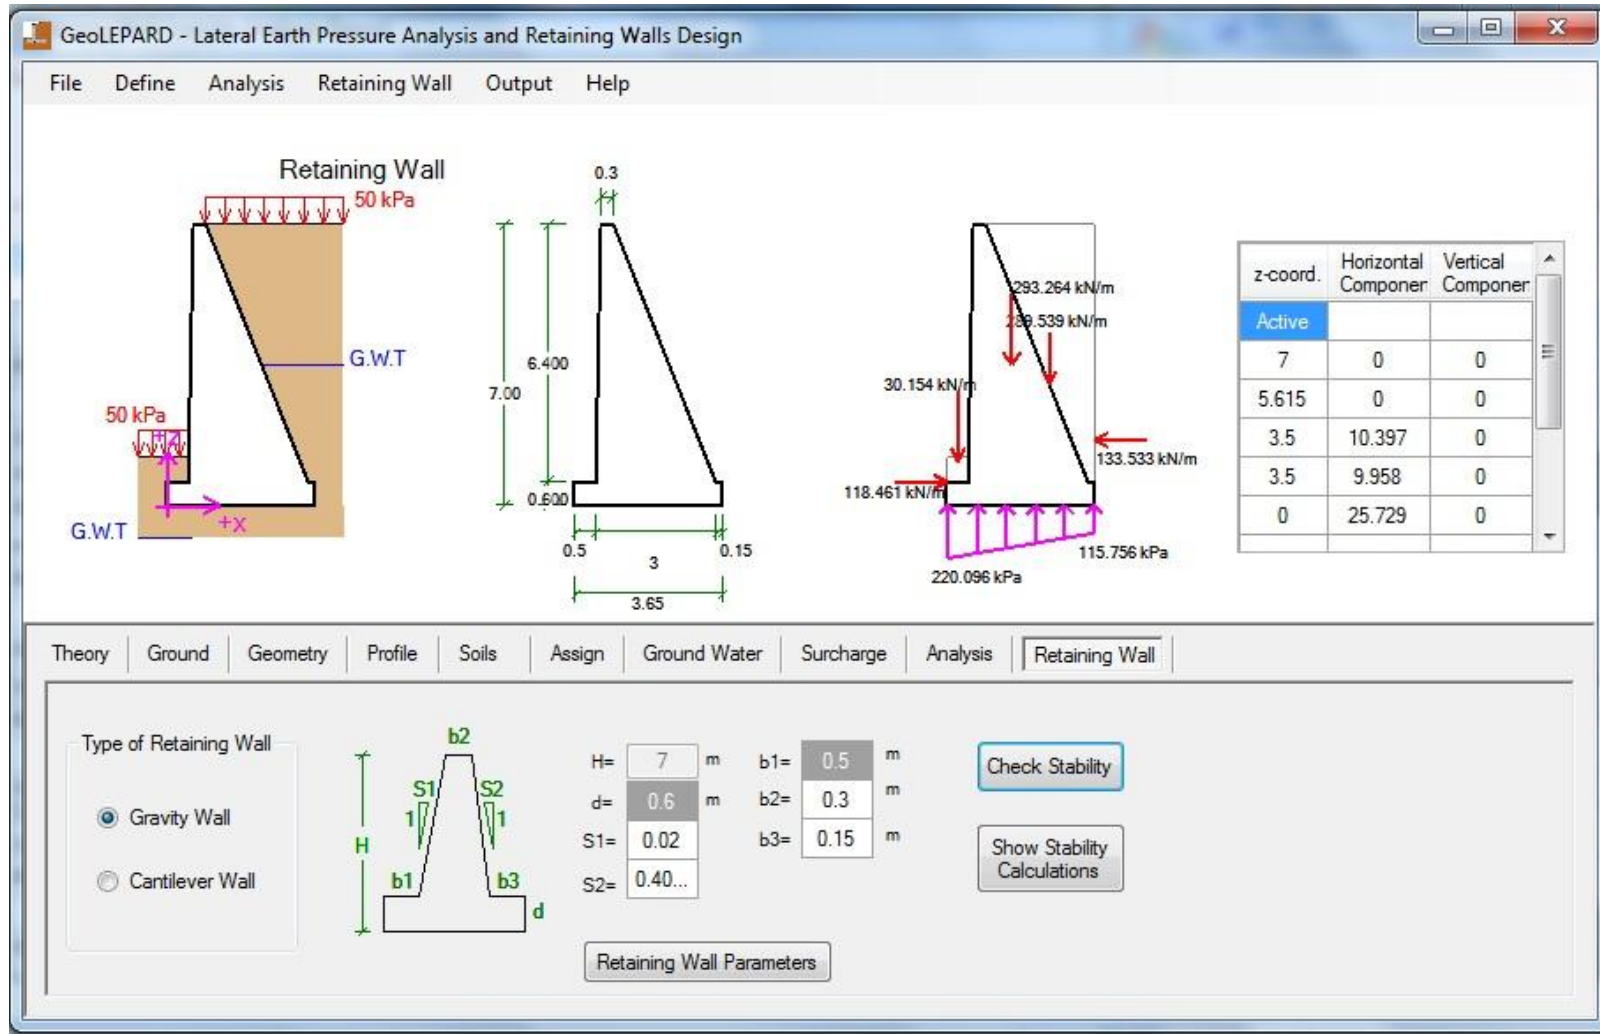 GeoLEPARD - Lateral Earth Pressure Analysis and Retaining Walls Design
File Define Analysis Retaining Wall Output Help
Retaining Wall
50 kPa
G.W.T
50 kPa
+Z
+X
G.W.T
0.3
6.400
7.00
0.600
0.5
3
0.15
3.65
293.264 kN/m
289.539 kN/m
30.154 kN/m
133.533 kN/m
118.461 kN/m
115.756 kPa
220.096 kPa
z-coord. Horizontal Componer Vertical Componer
Active
7 0 0
5.615 0 0
3.5 10.397 0
3.5 9.958 0
0 25.729 0
Theory Ground Geometry Profile Soils Assign Ground Water Surcharge Analysis Retaining Wall
Type of Retaining Wall
Gravity Wall
Cantilever Wall
b2
S1 S2
1 1
H
b1 b3
d
H= 7 m b1= 0.5 m
d= 0.6 m b2= 0.3 m
S1= 0.02 b3= 0.15 m
S2= 0.40...
Retaining Wall Parameters
Check Stability
Show Stability
Calculations